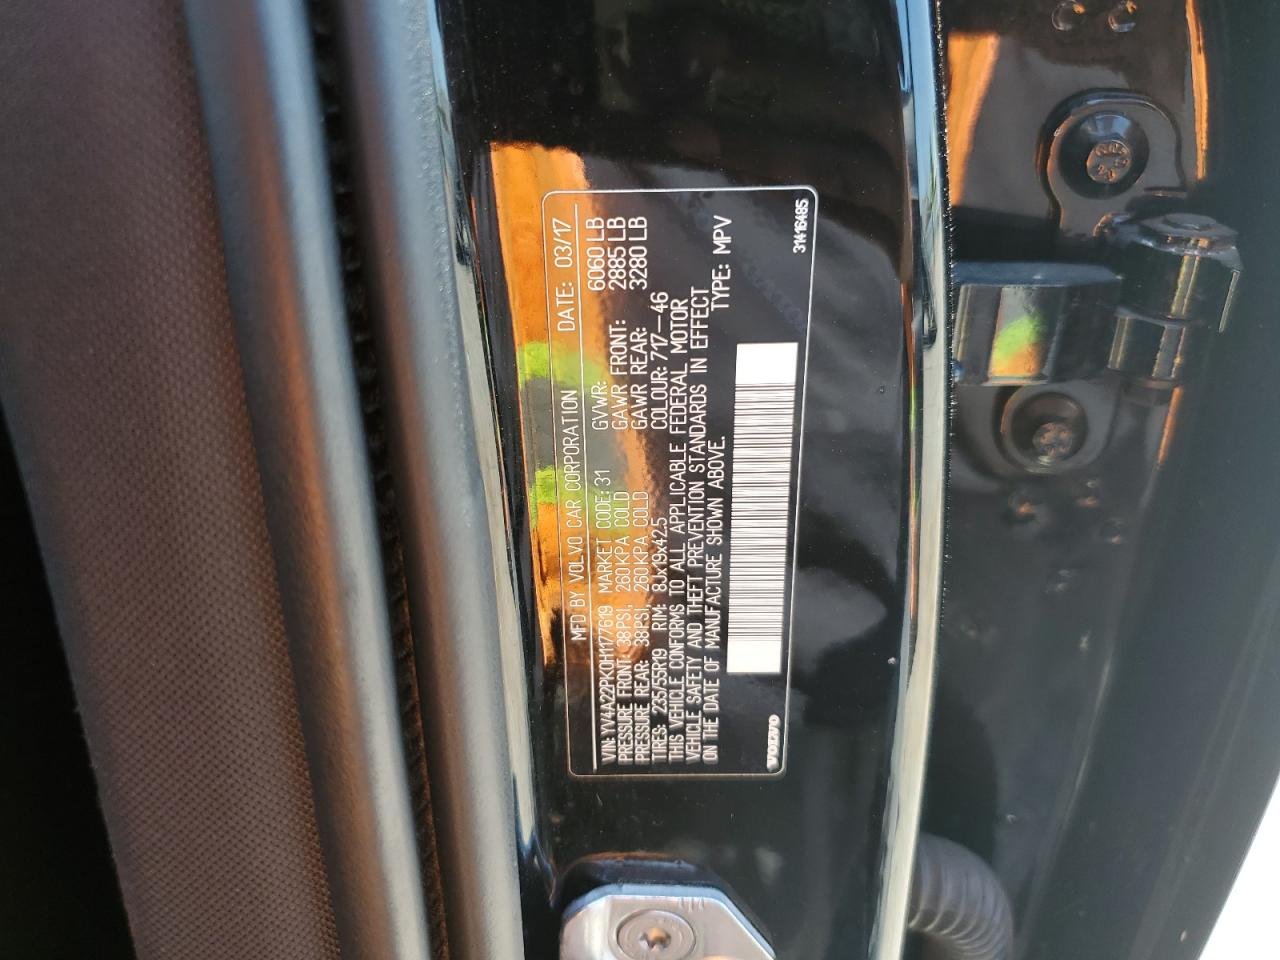 MFD BY VOLVO CAR CORPORATION DATE: 03/17
VIN: YV4A22PK0H1177619 MARKET CODE: 31 GVWR: 6060 LB
PRESSURE FRONT: 38PSI, 260KPA COLD GAWR FRONT: 2885 LB
PRESSURE REAR: 38PSI, 260KPA COLD GAWR REAR: 3280 LB
TIRES: 235/55R19 RIM: 8Jx19x42.5 COLOUR: 717-46
THIS VEHICLE CONFORMS TO ALL APPLICABLE FEDERAL MOTOR
VEHICLE SAFETY AND THEFT PREVENTION STANDARDS IN EFFECT
ON THE DATE OF MANUFACTURE SHOWN ABOVE. TYPE: MPV
VOLVO 31416485